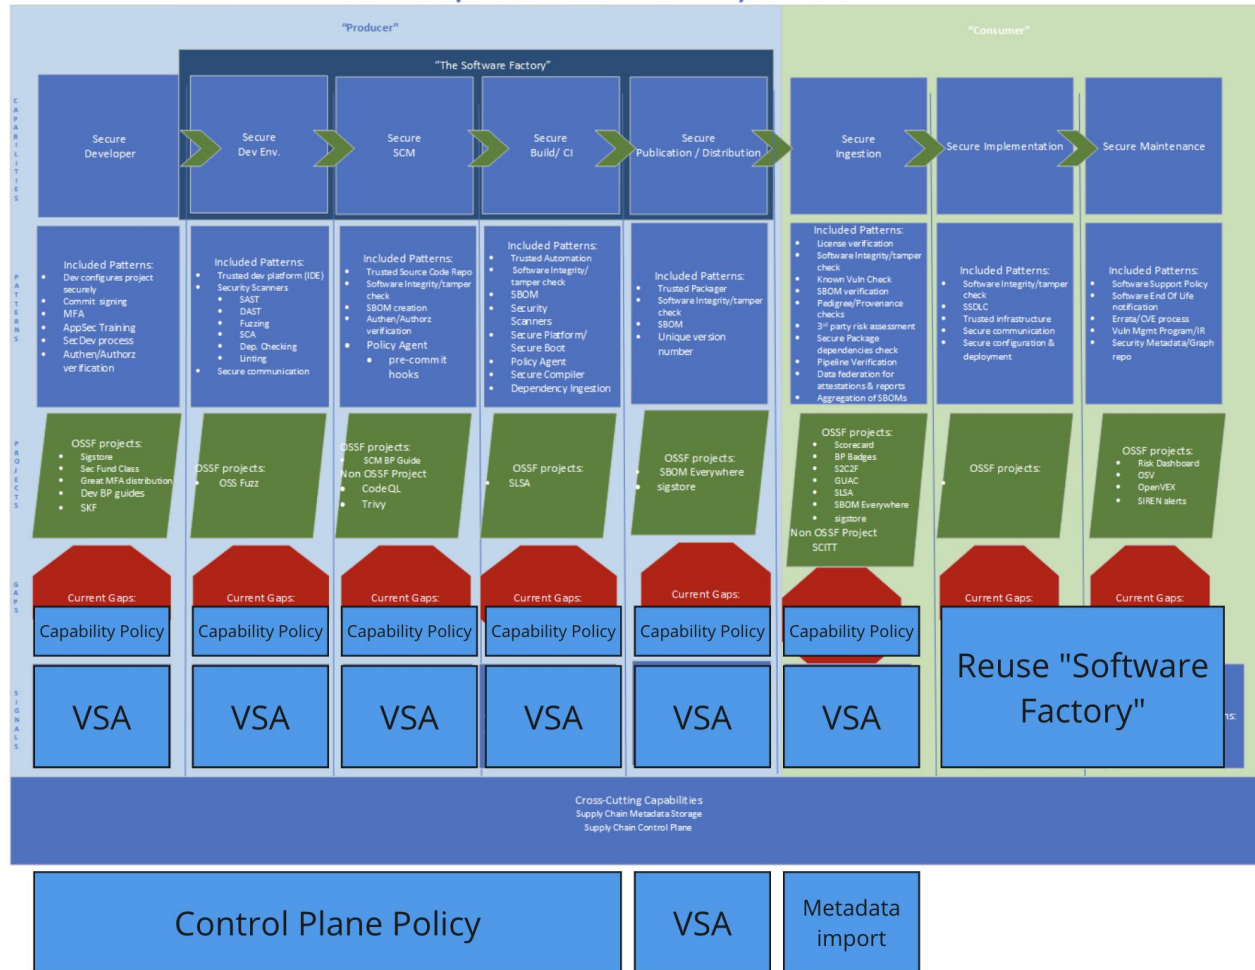 "Producer"
"Consumer"
"The Software Factory"
CAPABILITIES
Secure
Developer
Secure
Dev Env.
Secure
SCM
Secure
Build/ CI
Secure
Publication / Distribution
Secure
Ingestion
Secure Implementation
Secure Maintenance
PATTERNS
Included Patterns:
Dev configures project
securely
Commit signing
MFA
AppSec Training
SecDev process
Authen/Authorz
verification
Included Patterns:
Trusted dev platform (IDE)
Security Scanners
SAST
DAST
Fuzzing
SCA
Dep. Checking
Linting
Secure communication
Included Patterns:
Trusted Source Code Repo
Software Integrity/tamper
check
SBOM creation
Authen/Authorz
verification
Policy Agent
pre-commit
hooks
Included Patterns:
Trusted Automation
Software Integrity/
tamper check
SBOM
Security
Scanners
Secure Platform/
Secure Boot
Policy Agent
Secure Compiler
Dependency Ingestion
Included Patterns:
Trusted Packager
Software Integrity/tamper
check
SBOM
Unique version
number
Included Patterns:
License verification
Software Integrity/tamper
check
Known Vuln Check
SBOM verification
Pedigree/Provenance
checks
3rd party risk assessment
Secure Package
dependencies check
Pipeline Verification
Data federation for
attestations & reports
Aggregation of SBOMs
Included Patterns:
Software Integrity/tamper
check
SSDLC
Trusted infrastructure
Secure communication
Secure configuration &
deployment
Included Patterns:
Software Support Policy
Software End Of Life
notification
Errata/CVE process
Vuln Mgmt Program/IR
Security Metadata/Graph
repo
PROJECTS
OSSF projects:
Sigstore
Sec Fund Class
Great MFA distribution
Dev BP guides
SKF
OSSF projects:
OSS Fuzz
OSSF projects:
SCM BP Guide
Non OSSF Project
CodeQL
Trivy
OSSF projects:
SLSA
OSSF projects:
SBOM Everywhere
sigstore
OSSF projects:
Scorecard
BP Badges
S2C2F
GUAC
SLSA
SBOM Everywhere
sigstore
Non OSSF Project
SCITT
OSSF projects:
OSSF projects:
Risk Dashboard
OSV
OpenVEX
SIREN alerts
GAPS
Current Gaps:
Current Gaps:
Current Gaps:
Current Gaps:
Current Gaps:
Current Gaps:
Current Gaps:
Capability Policy
Capability Policy
Capability Policy
Capability Policy
Capability Policy
Capability Policy
Reuse "Software
Factory"
SIGNALS
VSA
VSA
VSA
VSA
VSA
VSA
ns:
Cross-Cutting Capabilities
Supply Chain Metadata Storage
Supply Chain Control Plane
Control Plane Policy
VSA
Metadata
import